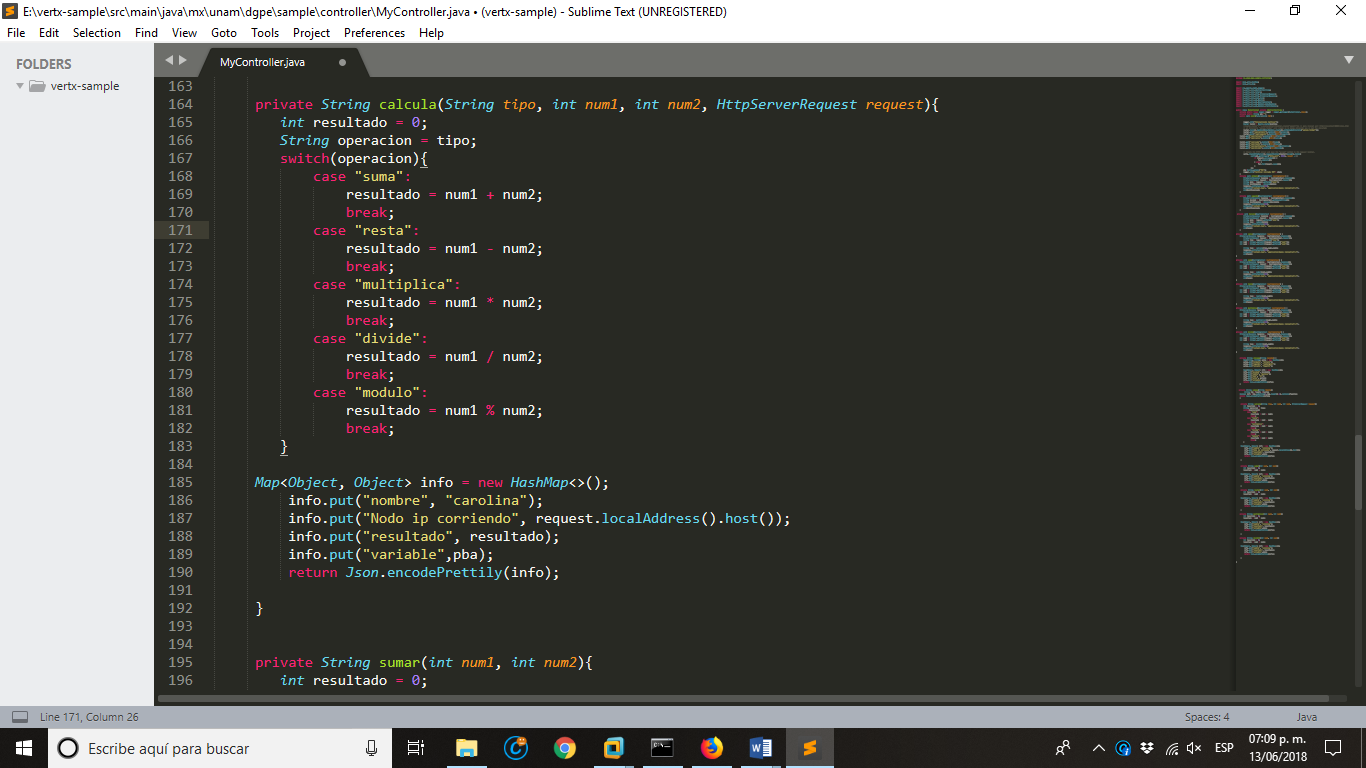 E:\vertx-sample\src\main\java\mx\unam\dgpe\sample\controller\MyController.java • (vertx-sample) - Sublime Text (UNREGISTERED)
File Edit Selection Find View Goto Tools Project Preferences Help
FOLDERS
vertx-sample
MyController.java
163
164 private String calcula(String tipo, int num1, int num2, HttpServerRequest request){
165 int resultado = 0;
166 String operacion = tipo;
167 switch(operacion){
168 case "suma":
169 resultado = num1 + num2;
170 break;
171 case "resta":
172 resultado = num1 - num2;
173 break;
174 case "multiplica":
175 resultado = num1 * num2;
176 break;
177 case "divide":
178 resultado = num1 / num2;
179 break;
180 case "modulo":
181 resultado = num1 % num2;
182 break;
183 }
184
185 Map<Object, Object> info = new HashMap<>();
186 info.put("nombre", "carolina");
187 info.put("Nodo ip corriendo", request.localAddress().host());
188 info.put("resultado", resultado);
189 info.put("variable",pba);
190 return Json.encodePrettily(info);
191
192 }
193
194
195 private String sumar(int num1, int num2){
196 int resultado = 0;
Line 171, Column 26
Spaces: 4
Java
Escribe aquí para buscar
ESP
07:09 p. m.
13/06/2018